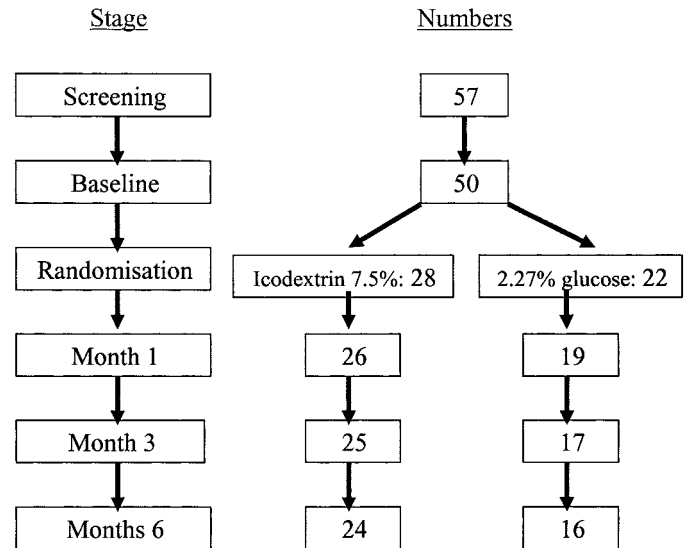 Stage Numbers
Screening 57
Baseline 50
Randomisation Icodextrin 7.5%: 28 2.27% glucose: 22
Month 1 26 19
Month 3 25 17
Months 6 24 16